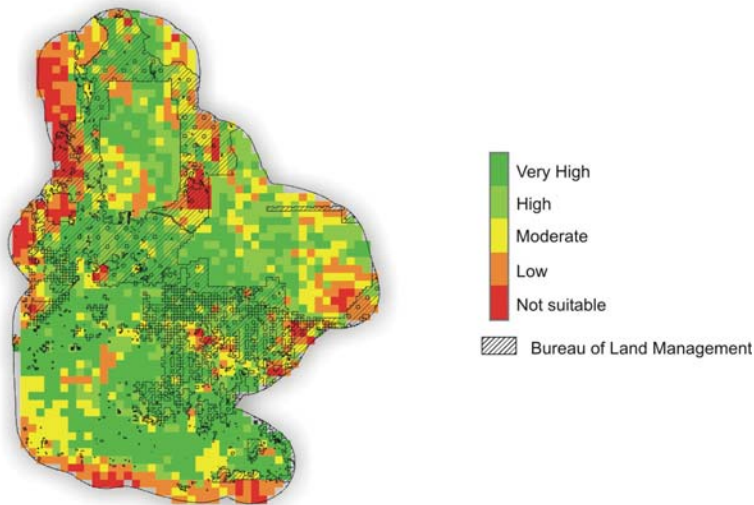 Very High
High
Moderate
Low
Not suitable
Bureau of Land Management